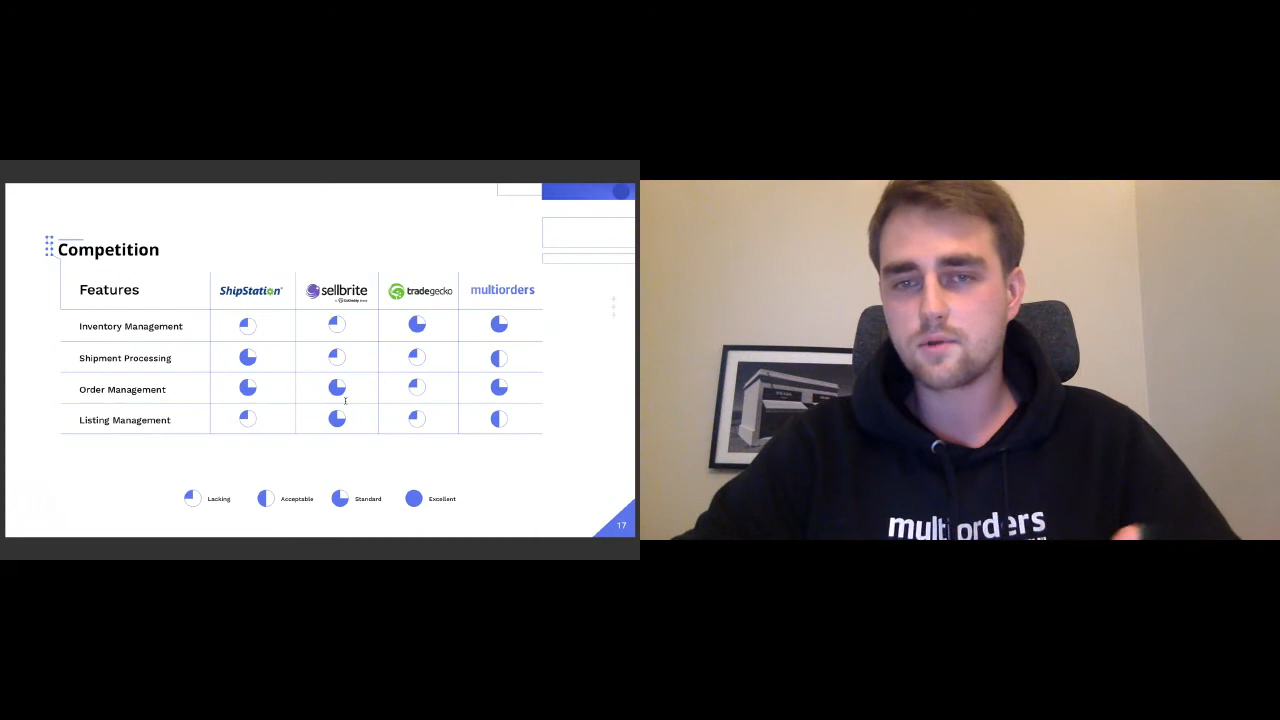 Competition
Features ShipStation sellbrite tradegecko multiorders
Inventory Management
Shipment Processing
Order Management
Listing Management
Lacking Acceptable Standard Excellent
17
multiorders